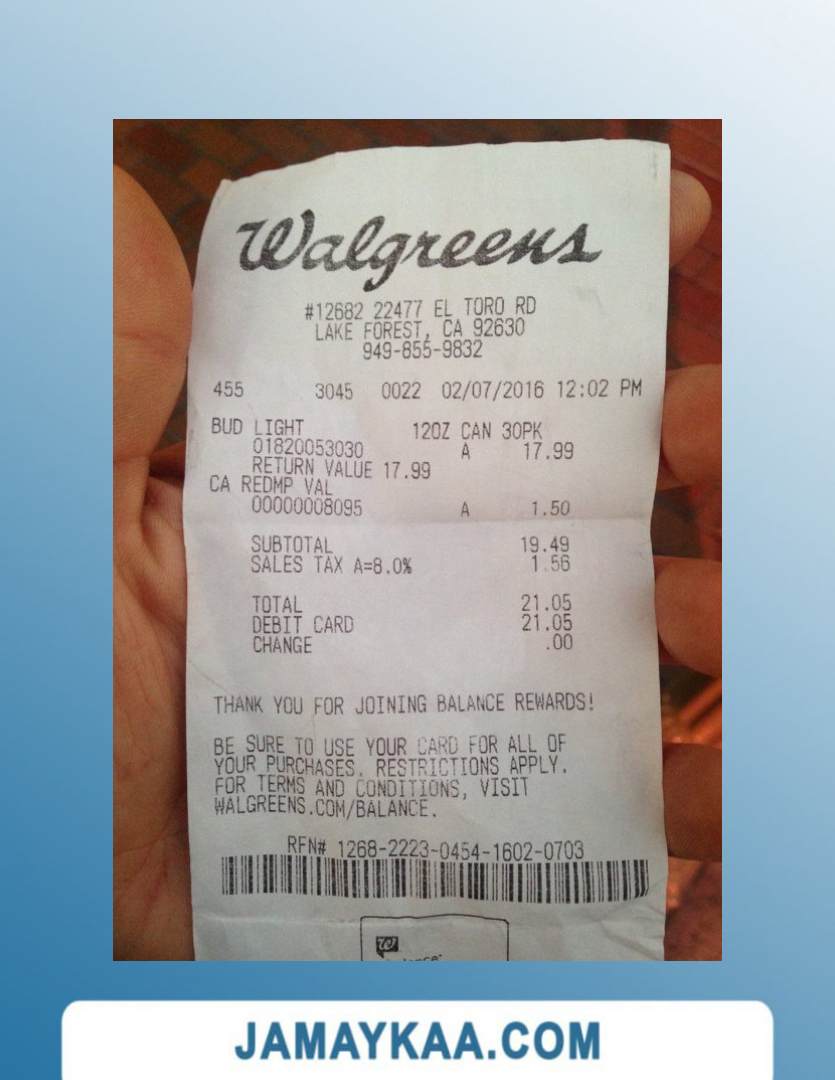 Walgreens
#12682 22477 EL TORO RD
LAKE FOREST, CA 92630
949-855-9832
455 3045 0022 02/07/2016 12:02 PM
BUD LIGHT 12OZ CAN 30PK
01820053030 A 17.99
RETURN VALUE 17.99
CA REDMP VAL
00000008095 A 1.50
SUBTOTAL 19.49
SALES TAX A=8.0% 1.56
TOTAL 21.05
DEBIT CARD 21.05
CHANGE .00
THANK YOU FOR JOINING BALANCE REWARDS!
BE SURE TO USE YOUR CARD FOR ALL OF
YOUR PURCHASES. RESTRICTIONS APPLY.
FOR TERMS AND CONDITIONS, VISIT
WALGREENS.COM/BALANCE.
RFN# 1268-2223-0454-1602-0703
W
JAMAYKAA.COM